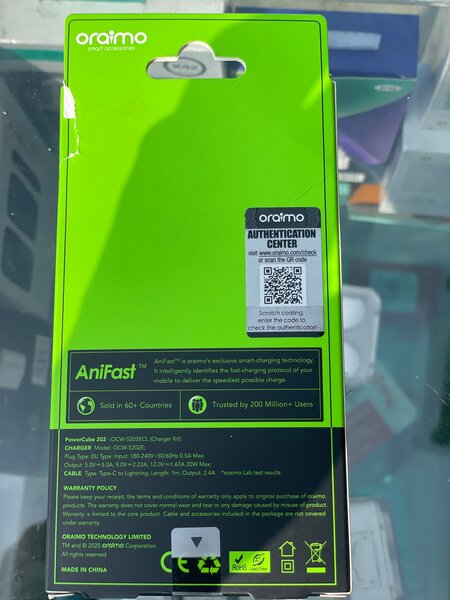 oraimo
smart accessories
oraimo
AUTHENTICATION
CENTER
visit www.oraimo.com/check
or scan the QR code
Scratch coating,
enter the code to
check the authentication
AniFast™
AniFast™ is oraimo's exclusive smart-charging technology.
It intelligently identifies the fast-charging protocol of your
mobile to deliver the speediest possible charge.
Sold in 60+ Countries
Trusted by 200 Million+ Users
PowerCube 202 - OCW-5202ECL (Charger Kit)
CHARGER Model: OCW-5202E;
Plug Type: EU Type; Input: 180-240V~50/60Hz 0.5A Max;
Output: 5.0V⎓3.0A; 9.0V⎓2.22A; 12.0V⎓1.67A 20W Max;
CABLE Type: Type-C to Lightning; Length: 1m; Output: 2.4A *oraimo Lab test results
WARRANTY POLICY
Please keep your receipt, the terms and conditions of warranty only apply to original purchase of oraimo
products. The warranty does not cover normal wear and tear or any damage caused by misuse of product.
Warranty is limited to the core product. Cable and accessories included in the package are not covered
under warranty.
ORAIMO TECHNOLOGY LIMITED
TM and © 2025 oraimo Corporation.
All rights reserved.
MADE IN CHINA
CE
RoHS
Lead Free